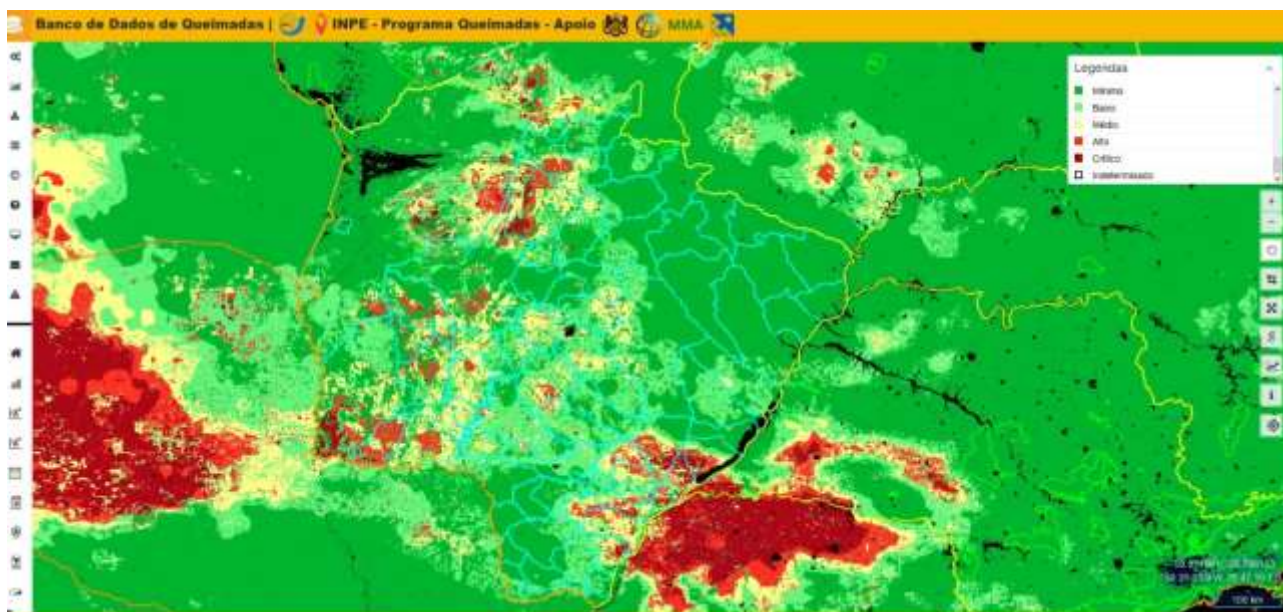 Banco de Dados de Queimadas | INPE - Programa Queimadas - Apoio MMA
Legendas
Mínimo
Baixo
Médio
Alto
Crítico
Indeterminado
100 km